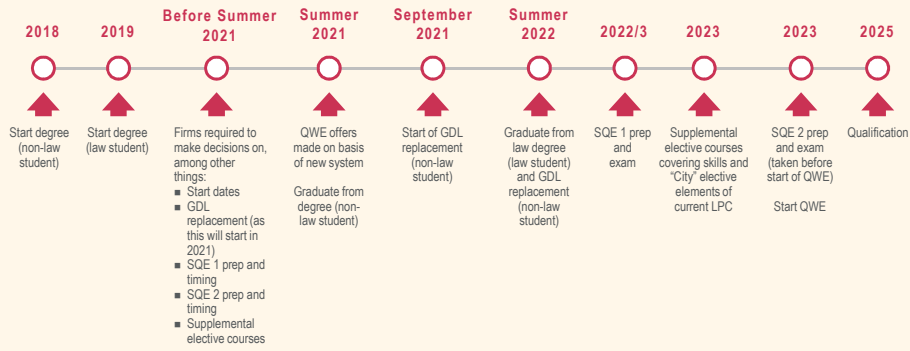 2018
Start degree
(non-law
student)
2019
Start degree
(law student)
Before Summer
2021
Firms required to
make decisions on,
among other
things:
■ Start dates
■ GDL
replacement (as
this will start in
2021)
■ SQE 1 prep and
timing
■ SQE 2 prep and
timing
■ Supplemental
elective courses
Summer
2021
QWE offers
made on basis
of new system
Graduate from
degree (non-
law student)
September
2021
Start of GDL
replacement
(non-law
student)
Summer
2022
Graduate from
law degree
(law student)
and GDL
replacement
(non-law
student)
2022/3
SQE 1 prep
and
exam
2023
Supplemental
elective courses
covering skills and
“City” elective
elements of
current LPC
2023
SQE 2 prep
and exam
(taken before
start of QWE)
Start QWE
2025
Qualification